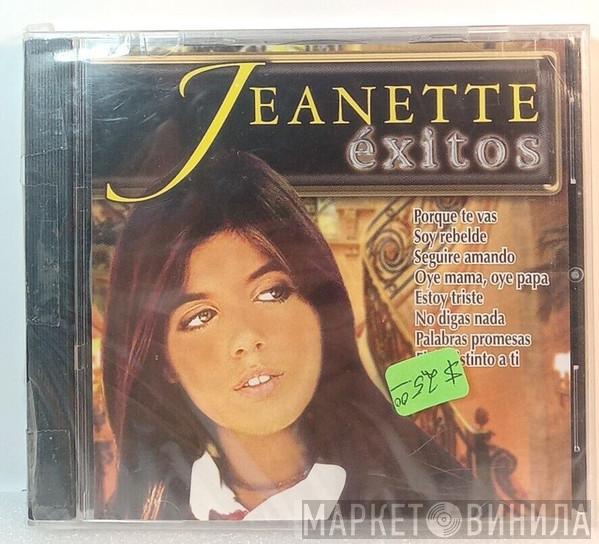 JEANETTE
éxitos
Porque te vas
Soy rebelde
Seguire amando
Oye mama, oye papa
Estoy triste
No digas nada
Palabras promesas
a ti
$ 25.00
МАРКЕТ ВИНИЛА